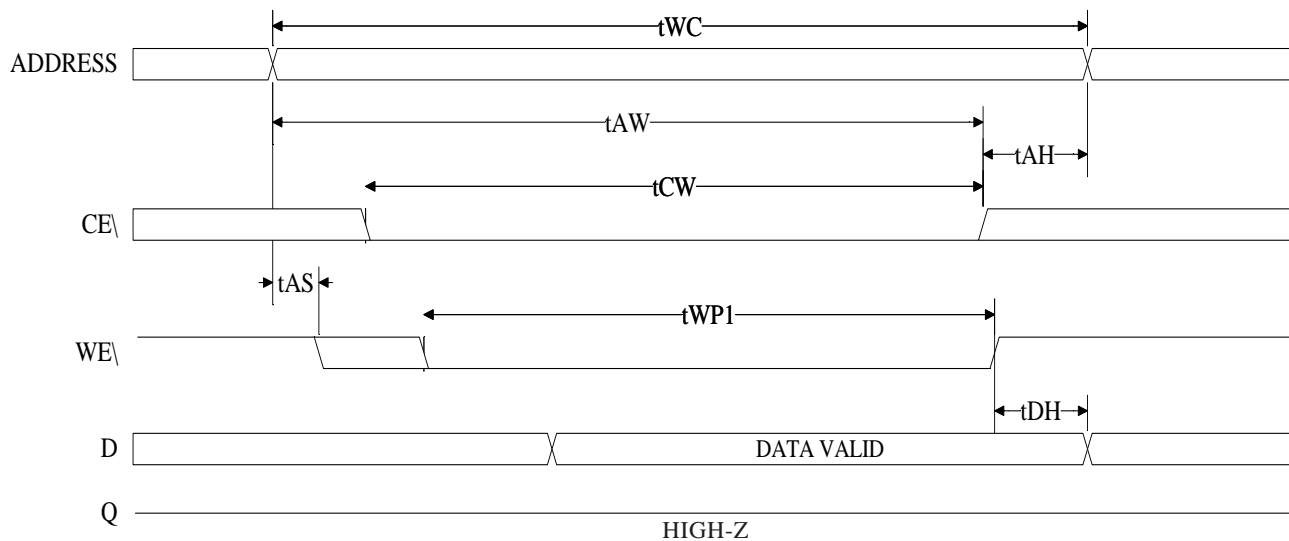 tWC
ADDRESS
tAW
tAH
tCW
CE\
tAS
tWP1
WE\
tDH
D
DATA VALID
Q
HIGH-Z